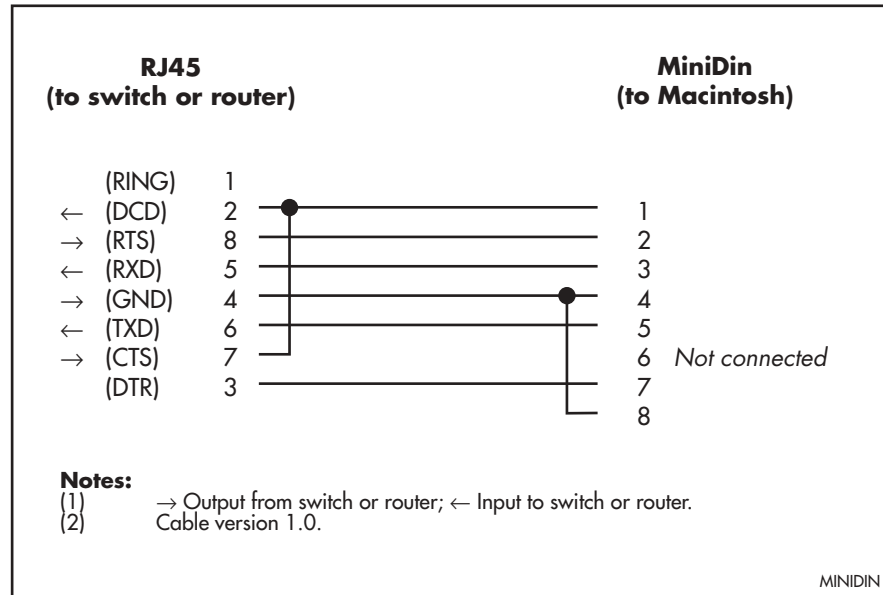 RJ45 MiniDin
(to switch or router) (to Macintosh)
(RING) 1
← (DCD) 2 1
→ (RTS) 8 2
← (RXD) 5 3
→ (GND) 4 4
← (TXD) 6 5
→ (CTS) 7 6 Not connected
(DTR) 3 7
8
Notes:
(1) → Output from switch or router; ← Input to switch or router.
(2) Cable version 1.0.
MINIDIN